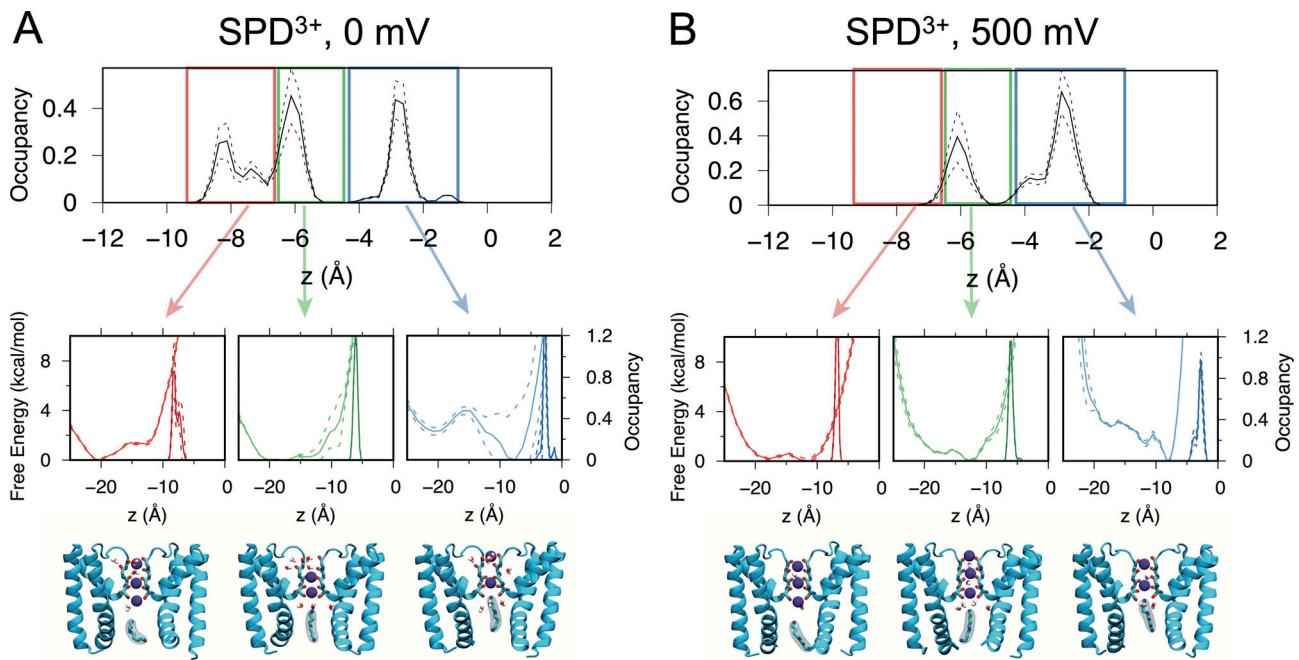 A
SPD³⁺, 0 mV
Occupancy
0.4
0.2
0
−12 −10 −8 −6 −4 −2 0 2
z (Å)
Free Energy (kcal/mol)
8
4
0
1.2
0.8
0.4
0
Occupancy
−20 −10 0
−20 −10 0
−20 −10 0
z (Å)
z (Å)
z (Å)
B
SPD³⁺, 500 mV
Occupancy
0.6
0.4
0.2
0
−12 −10 −8 −6 −4 −2 0 2
z (Å)
Free Energy (kcal/mol)
8
4
0
1.2
0.8
0.4
0
Occupancy
−20 −10 0
−20 −10 0
−20 −10 0
z (Å)
z (Å)
z (Å)